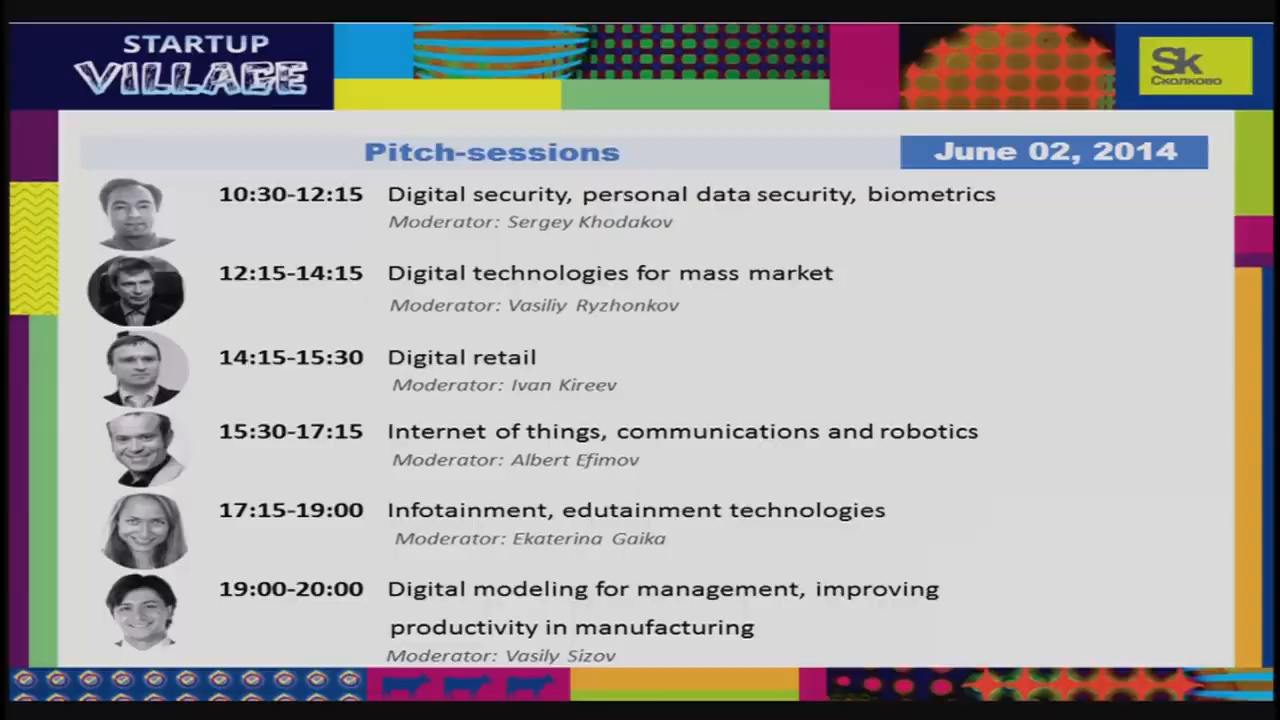 STARTUP
VILLAGE
Sk
Сколково
Pitch-sessions
June 02, 2014
10:30-12:15 Digital security, personal data security, biometrics
Moderator: Sergey Khodakov
12:15-14:15 Digital technologies for mass market
Moderator: Vasiliy Ryzhonkov
14:15-15:30 Digital retail
Moderator: Ivan Kireev
15:30-17:15 Internet of things, communications and robotics
Moderator: Albert Efimov
17:15-19:00 Infotainment, edutainment technologies
Moderator: Ekaterina Gaika
19:00-20:00 Digital modeling for management, improving
productivity in manufacturing
Moderator: Vasily Sizov